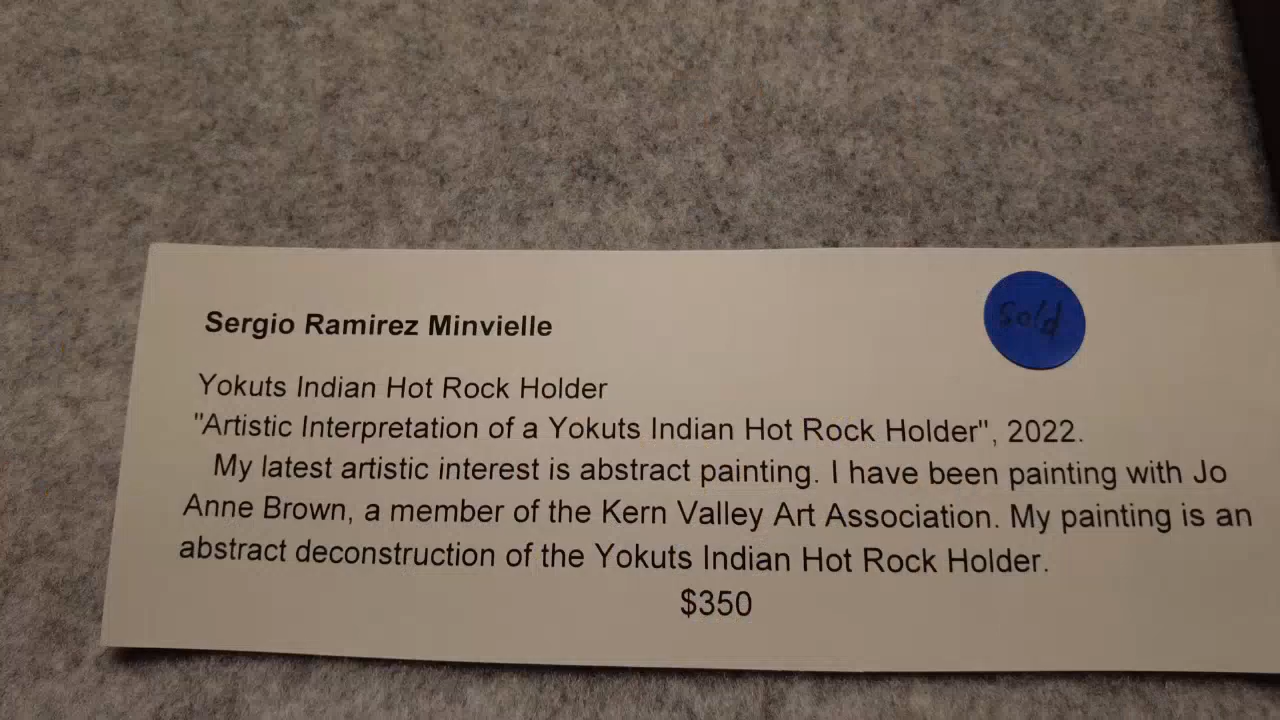 Sergio Ramirez Minvielle
Sold
Yokuts Indian Hot Rock Holder
"Artistic Interpretation of a Yokuts Indian Hot Rock Holder", 2022.
My latest artistic interest is abstract painting. I have been painting with Jo
Anne Brown, a member of the Kern Valley Art Association. My painting is an
abstract deconstruction of the Yokuts Indian Hot Rock Holder.
$350